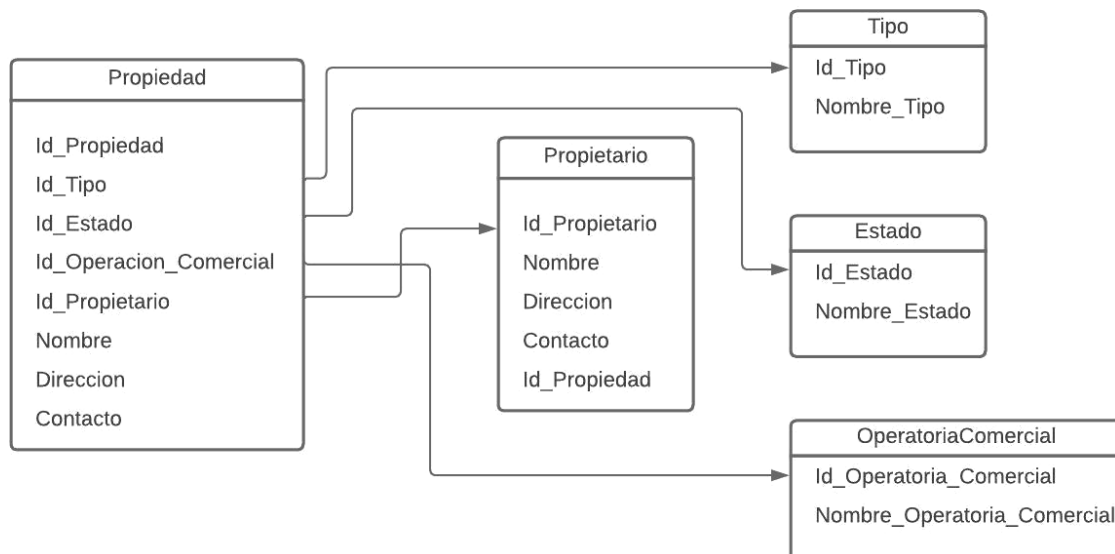 Propiedad
Id_Propiedad
Id_Tipo
Id_Estado
Id_Operacion_Comercial
Id_Propietario
Nombre
Direccion
Contacto
Propietario
Id_Propietario
Nombre
Direccion
Contacto
Id_Propiedad
Tipo
Id_Tipo
Nombre_Tipo
Estado
Id_Estado
Nombre_Estado
OperatoriaComercial
Id_Operatoria_Comercial
Nombre_Operatoria_Comercial